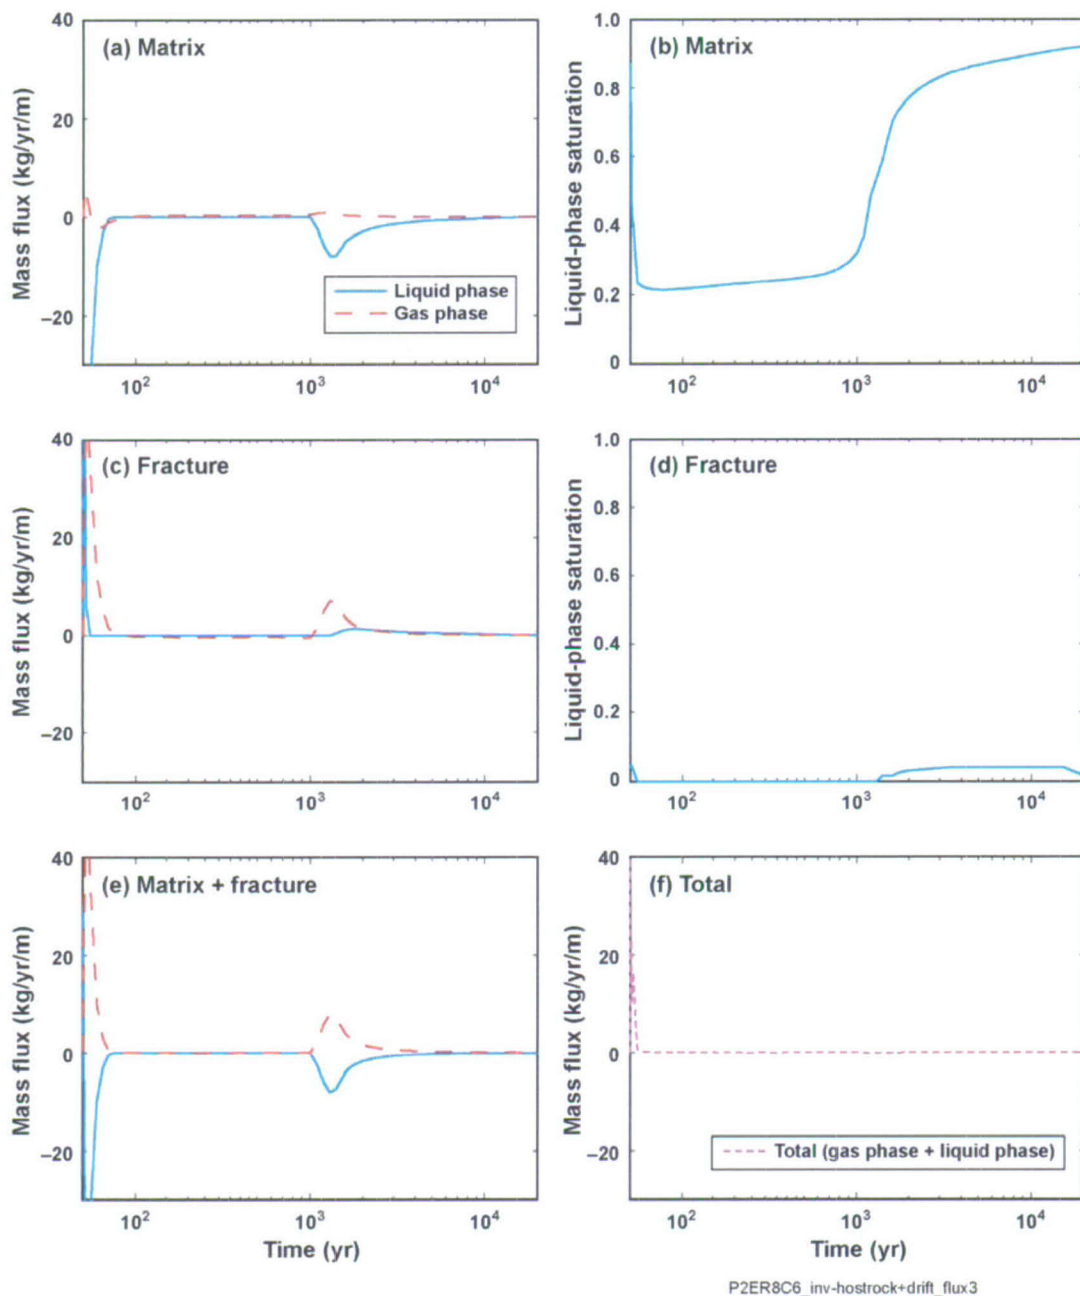 (a) Matrix
Mass flux (kg/yr/m)
40
20
0
–20
Liquid phase
Gas phase
10²
10³
10⁴
(b) Matrix
Liquid-phase saturation
1.0
0.8
0.6
0.4
0.2
0
10²
10³
10⁴
(c) Fracture
Mass flux (kg/yr/m)
40
20
0
–20
10²
10³
10⁴
(d) Fracture
Liquid-phase saturation
1.0
0.8
0.6
0.4
0.2
0
10²
10³
10⁴
(e) Matrix + fracture
Mass flux (kg/yr/m)
40
20
0
–20
10²
10³
10⁴
Time (yr)
(f) Total
Mass flux (kg/yr/m)
40
20
0
–20
Total (gas phase + liquid phase)
10²
10³
10⁴
Time (yr)
P2ER8C6_inv-hostrock+drift_flux3